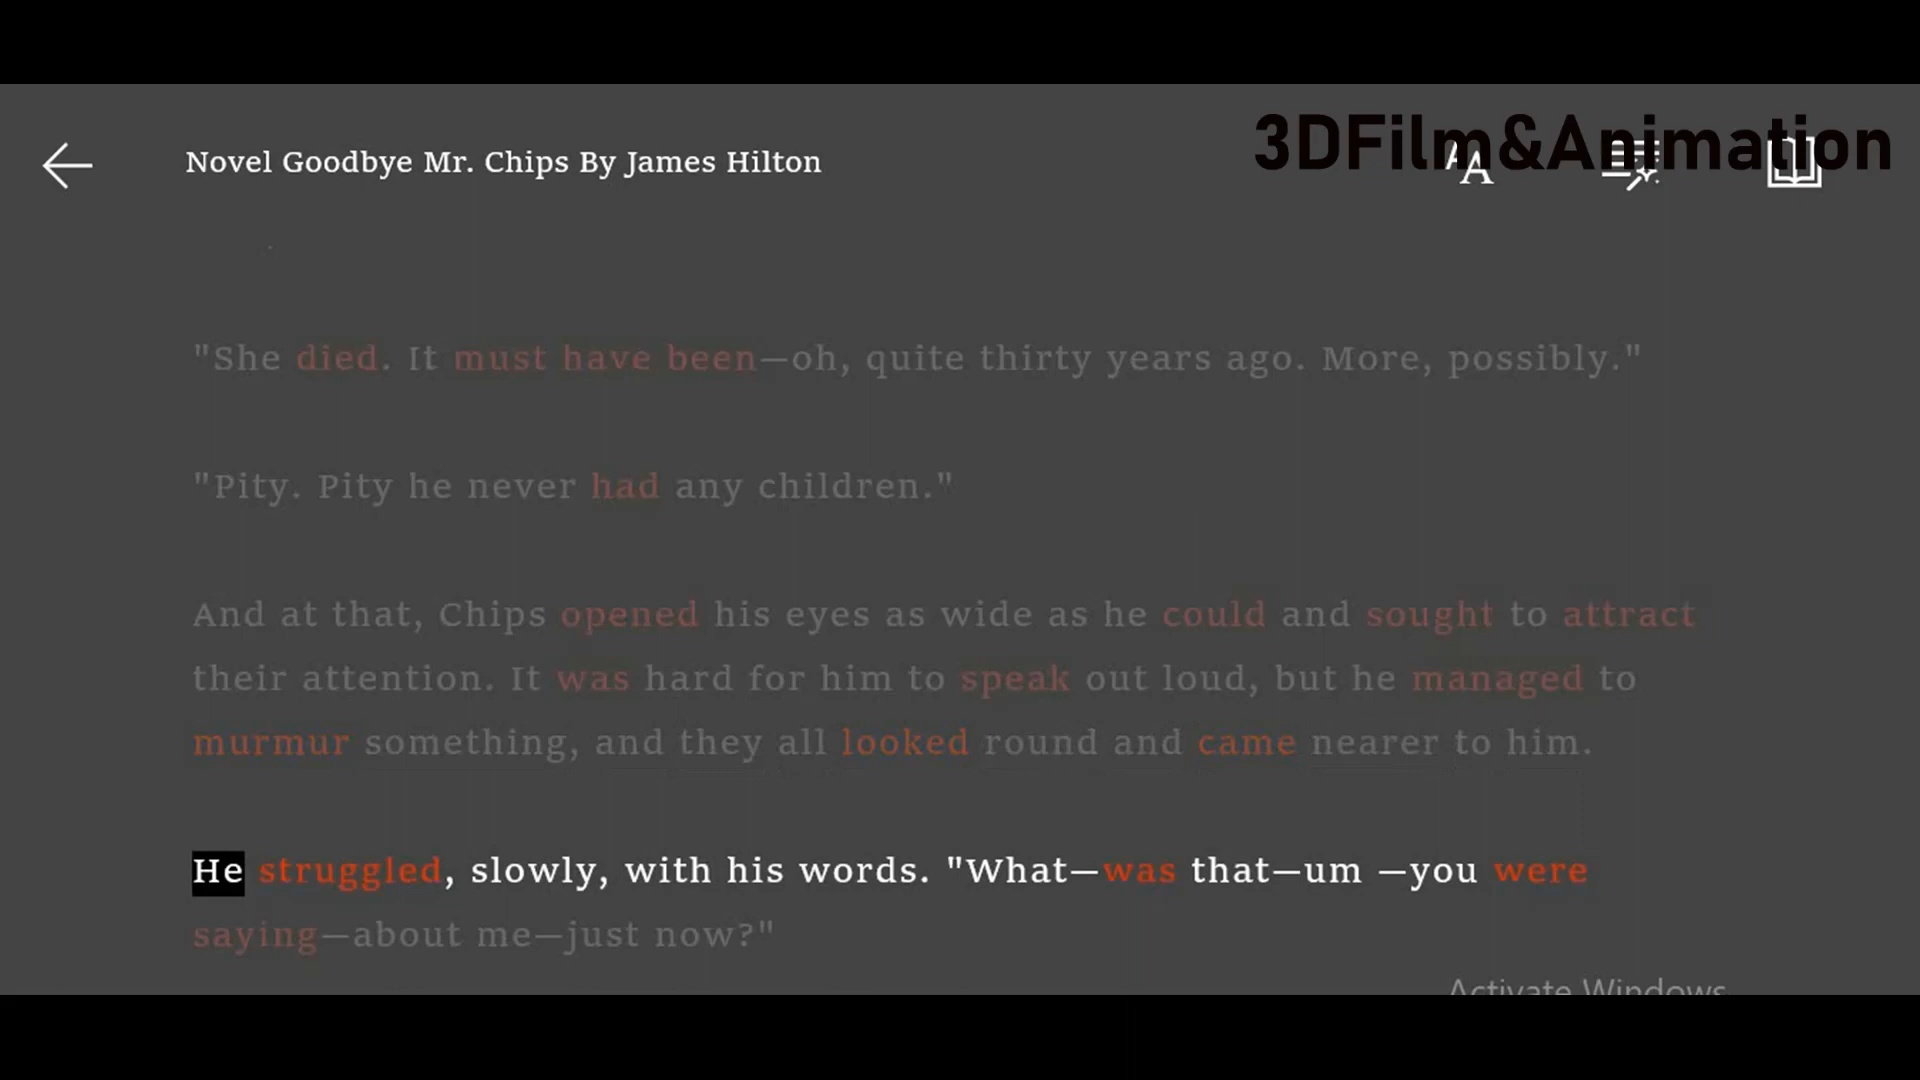 3DFilm&Animation
Novel Goodbye Mr. Chips By James Hilton
"She died. It must have been—oh, quite thirty years ago. More, possibly."
"Pity. Pity he never had any children."
And at that, Chips opened his eyes as wide as he could and sought to attract
their attention. It was hard for him to speak out loud, but he managed to
murmur something, and they all looked round and came nearer to him.
He struggled, slowly, with his words. "What—was that—um —you were
saying—about me—just now?"
Activate Windows